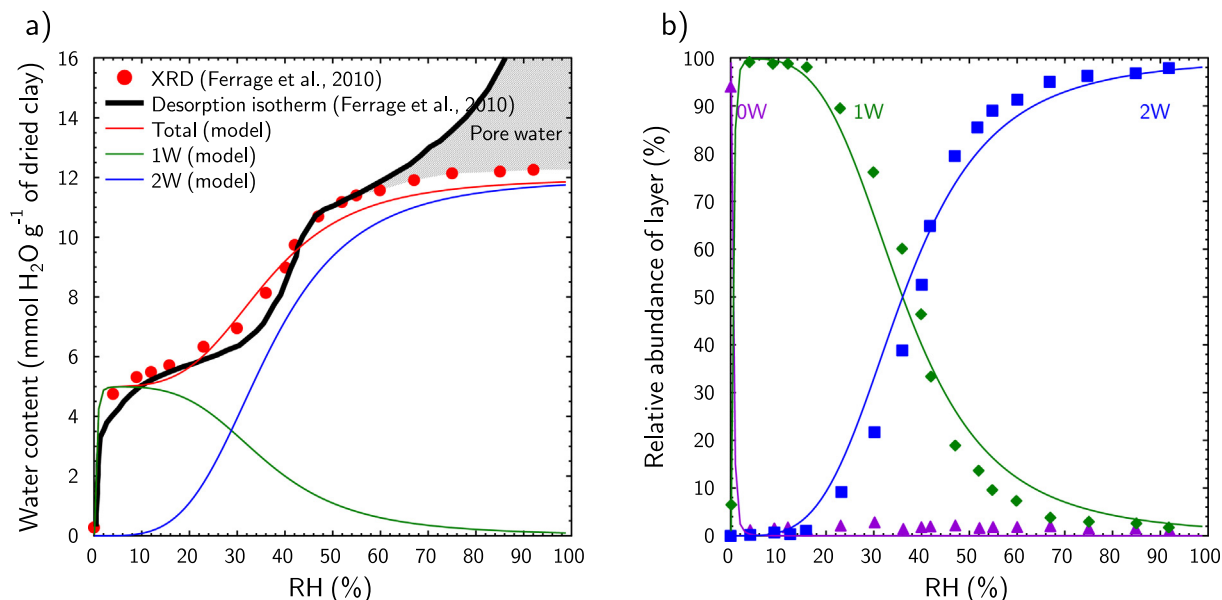 a)
Water content (mmol H₂O g⁻¹ of dried clay)
16
14
12
10
8
6
4
2
0
XRD (Ferrage et al., 2010)
Desorption isotherm (Ferrage et al., 2010)
Total (model)
1W (model)
2W (model)
Pore water
0 10 20 30 40 50 60 70 80 90 100
RH (%)
b)
Relative abundance of layer (%)
100
90
80
70
60
50
40
30
20
10
0
0W 1W 2W
0 10 20 30 40 50 60 70 80 90 100
RH (%)